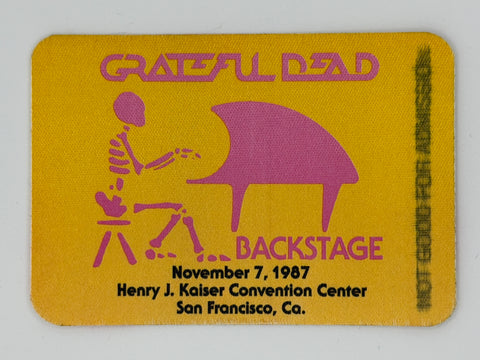 GRATEFUL DEAD
BACKSTAGE
November 7, 1987
Henry J. Kaiser Convention Center
San Francisco, Ca.
NOT GOOD FOR ADMISSION